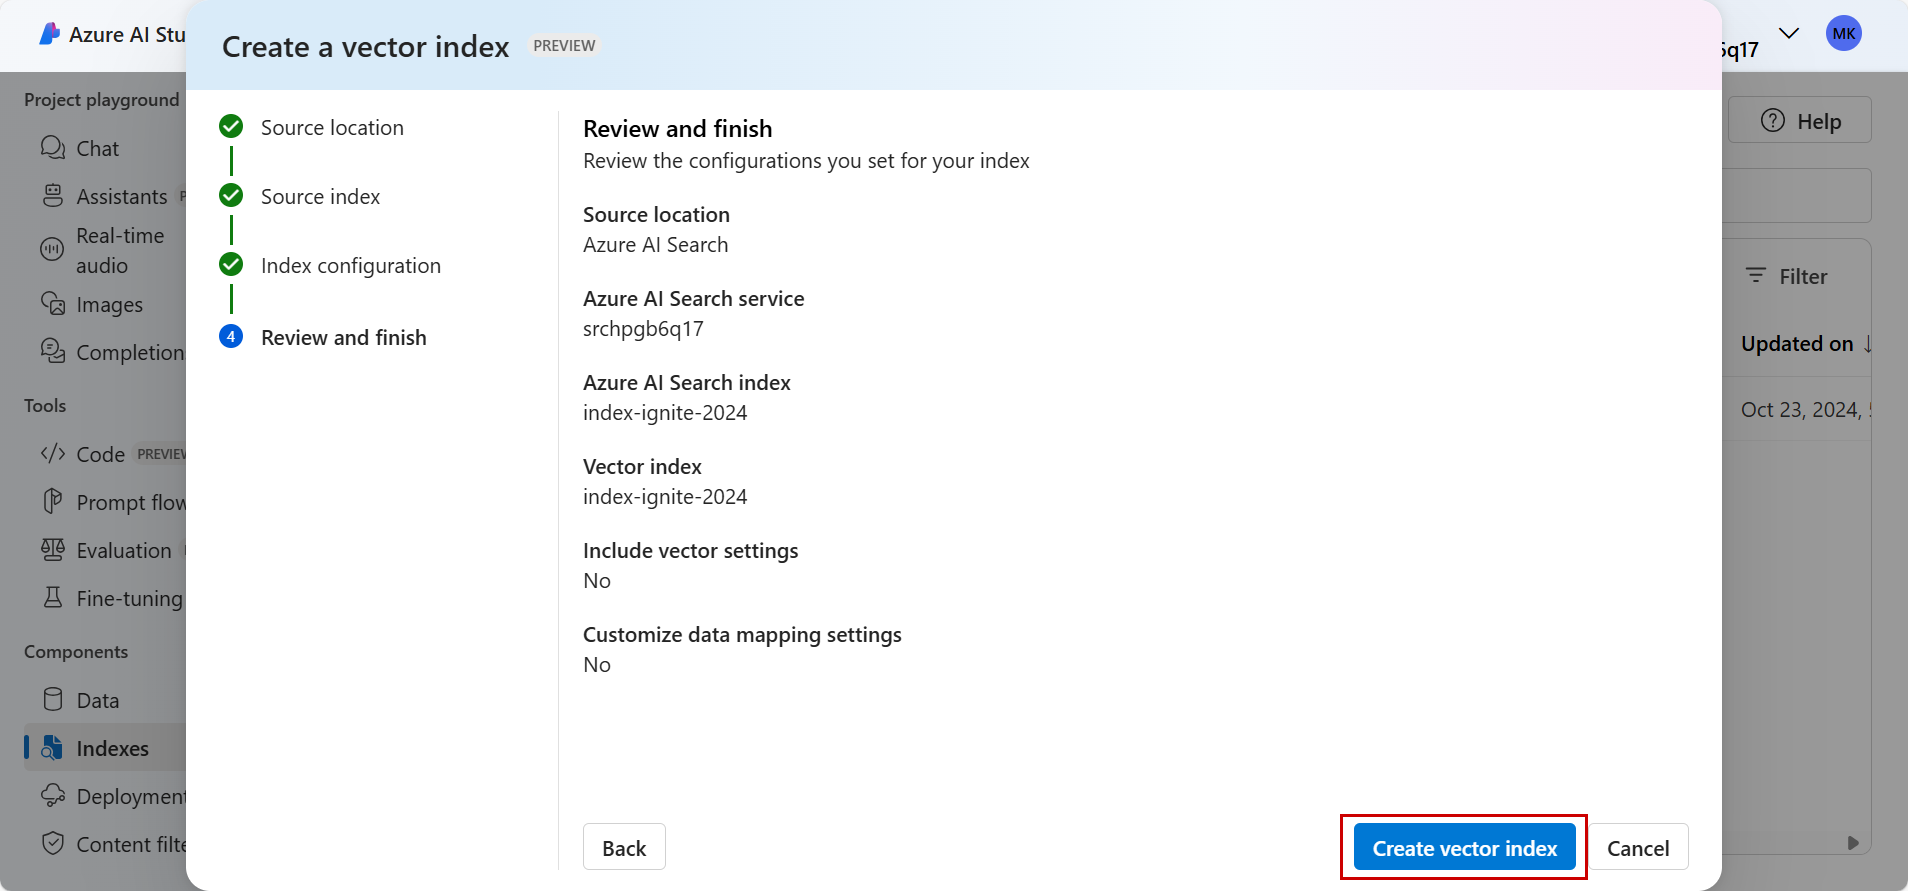 Azure AI Stu
Create a vector index PREVIEW
6q17
MK
Project playground
Chat
Assistants P
Real-time
audio
Images
Completion
Tools
Code PREVIEW
Prompt flow
Evaluation
Fine-tuning
Components
Data
Indexes
Deployment
Content filte
Source location
Source index
Index configuration
4 Review and finish
Review and finish
Review the configurations you set for your index
Source location
Azure AI Search
Azure AI Search service
srchpgb6q17
Azure AI Search index
index-ignite-2024
Vector index
index-ignite-2024
Include vector settings
No
Customize data mapping settings
No
Back
Create vector index
Cancel
Help
Filter
Updated on ↓
Oct 23, 2024,